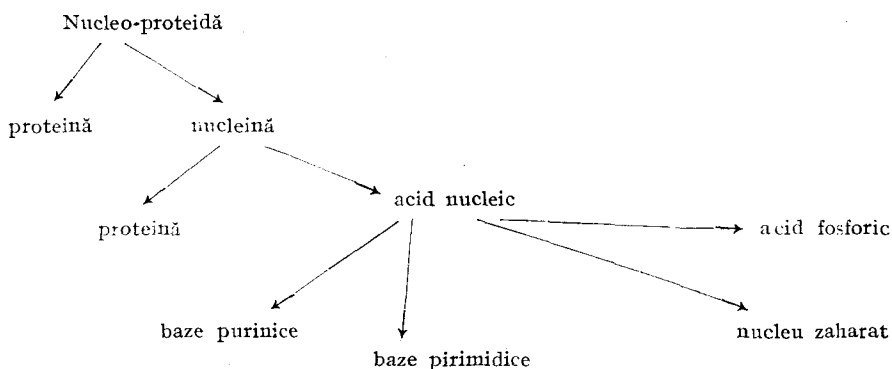 Nucleo-proteidă
proteină nucleină
acid nucleic
proteină
acid fosforic
baze purinice
nucleu zaharat
baze pirimidice